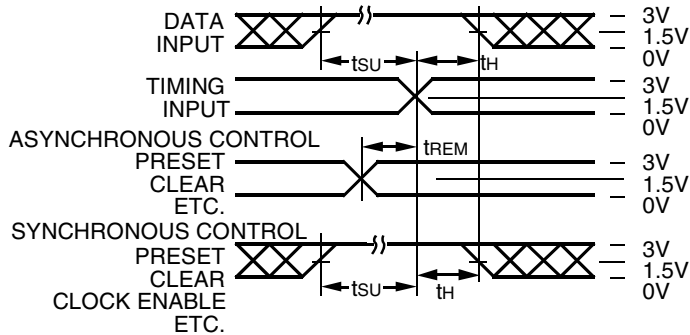 DATA
INPUT
3V
1.5V
0V
tSU
tH
TIMING
INPUT
3V
1.5V
0V
ASYNCHRONOUS CONTROL
PRESET
CLEAR
ETC.
tREM
3V
1.5V
0V
SYNCHRONOUS CONTROL
PRESET
CLEAR
CLOCK ENABLE
ETC.
tSU
tH
3V
1.5V
0V